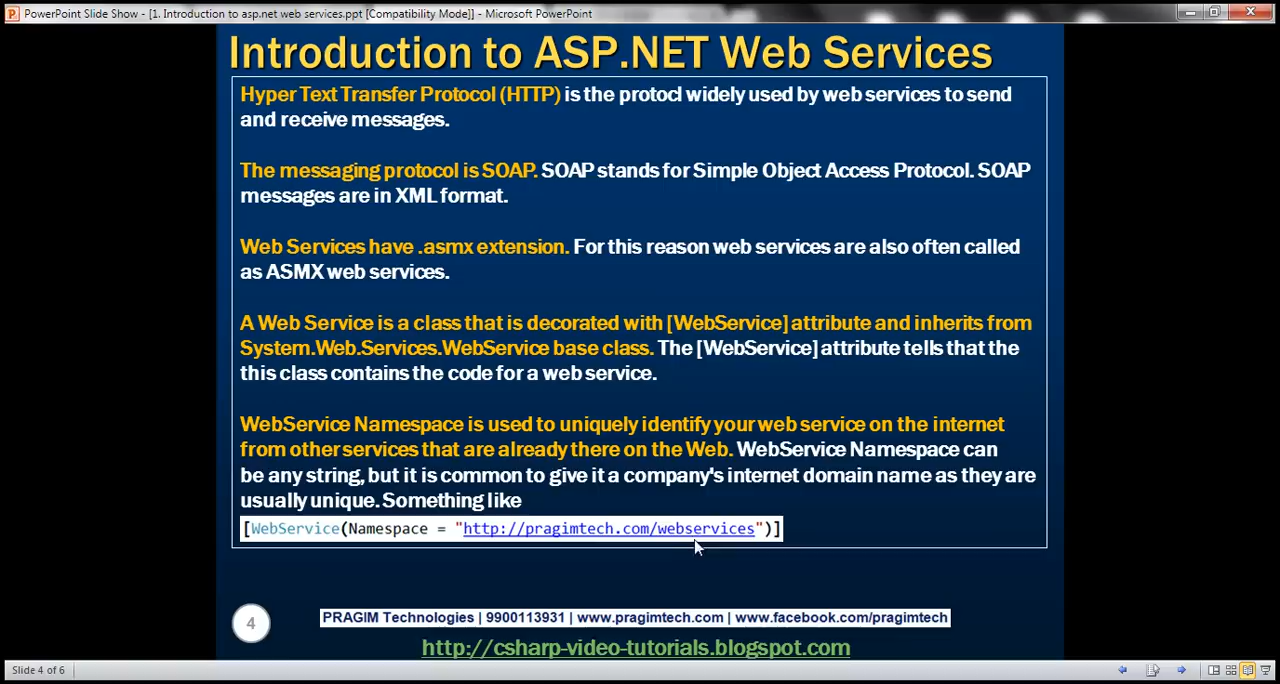 PowerPoint Slide Show - [1. Introduction to asp.net web services.ppt [Compatibility Mode]] - Microsoft PowerPoint
Introduction to ASP.NET Web Services
Hyper Text Transfer Protocol (HTTP) is the protocl widely used by web services to send
and receive messages.
The messaging protocol is SOAP. SOAP stands for Simple Object Access Protocol. SOAP
messages are in XML format.
Web Services have .asmx extension. For this reason web services are also often called
as ASMX web services.
A Web Service is a class that is decorated with [WebService] attribute and inherits from
System.Web.Services.WebService base class. The [WebService] attribute tells that the
this class contains the code for a web service.
WebService Namespace is used to uniquely identify your web service on the internet
from other services that are already there on the Web. WebService Namespace can
be any string, but it is common to give it a company's internet domain name as they are
usually unique. Something like
[WebService(Namespace = "http://pragimtech.com/webservices")]
4
PRAGIM Technologies | 9900113931 | www.pragimtech.com | www.facebook.com/pragimtech
http://csharp-video-tutorials.blogspot.com
Slide 4 of 6